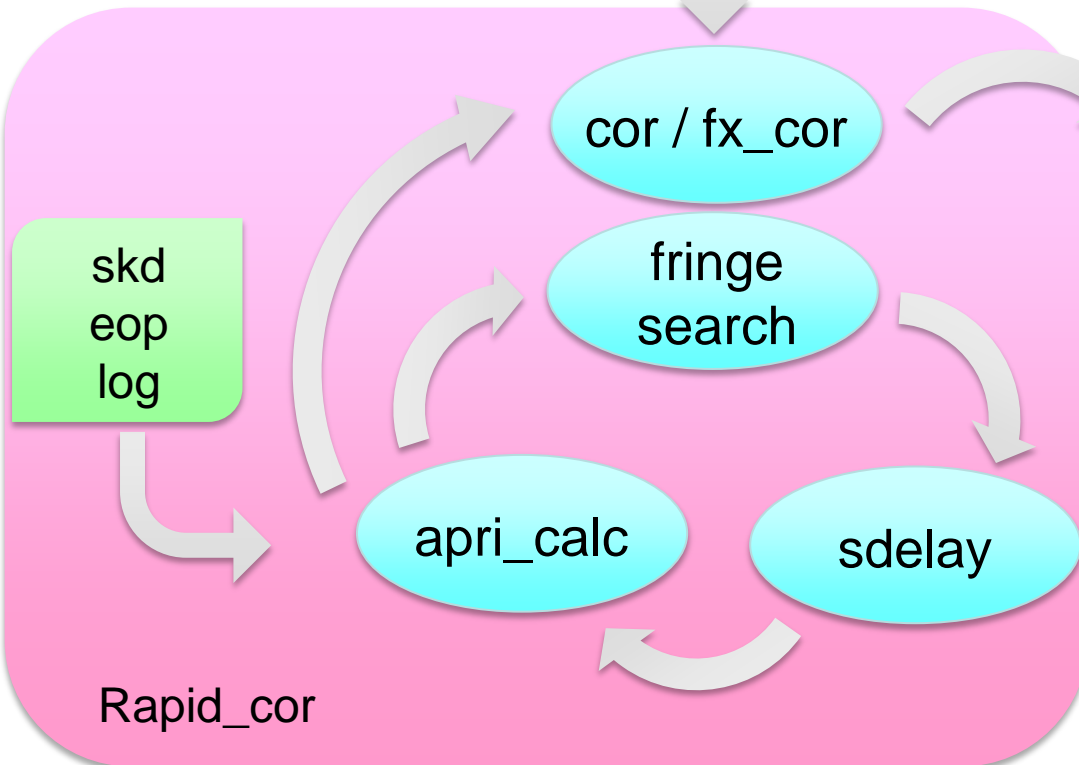 cor / fx_cor
fringe
search
skd
eop
log
apri_calc
sdelay
Rapid_cor